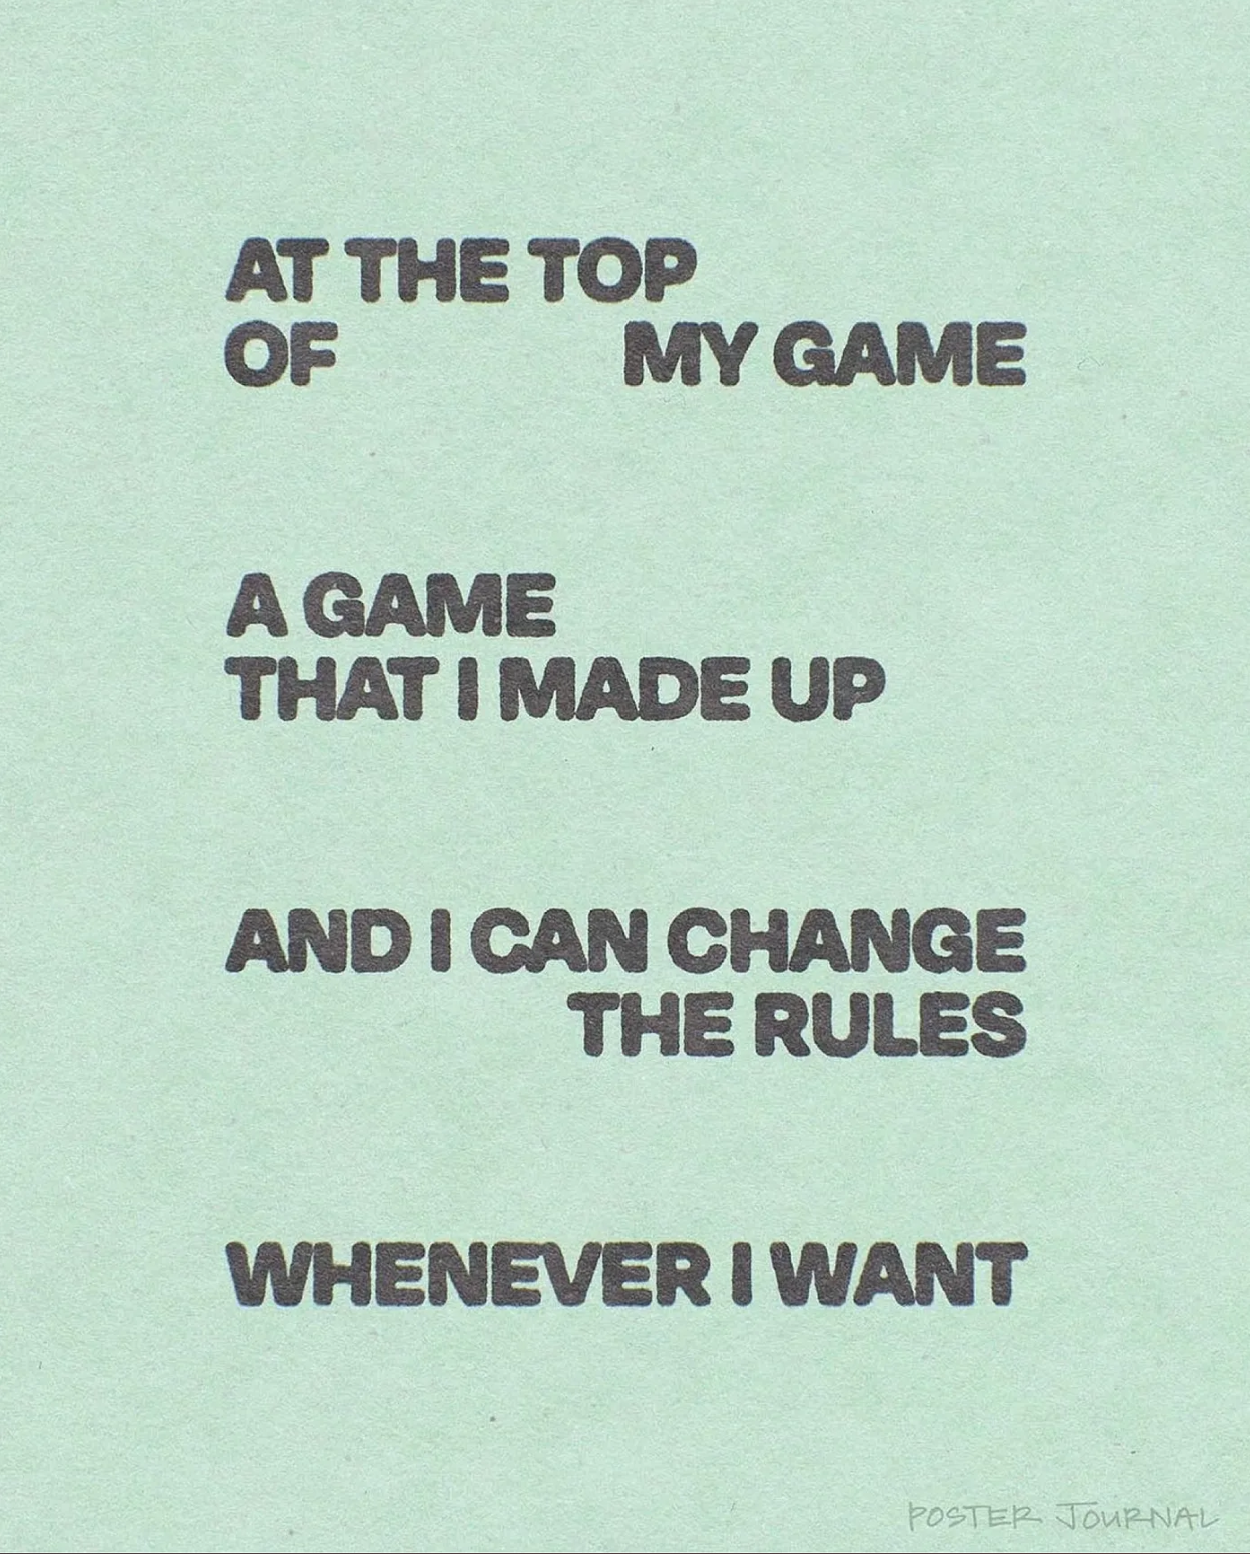 AT THE TOP
OF MY GAME
A GAME
THAT I MADE UP
AND I CAN CHANGE
THE RULES
WHENEVER I WANT
POSTER JOURNAL